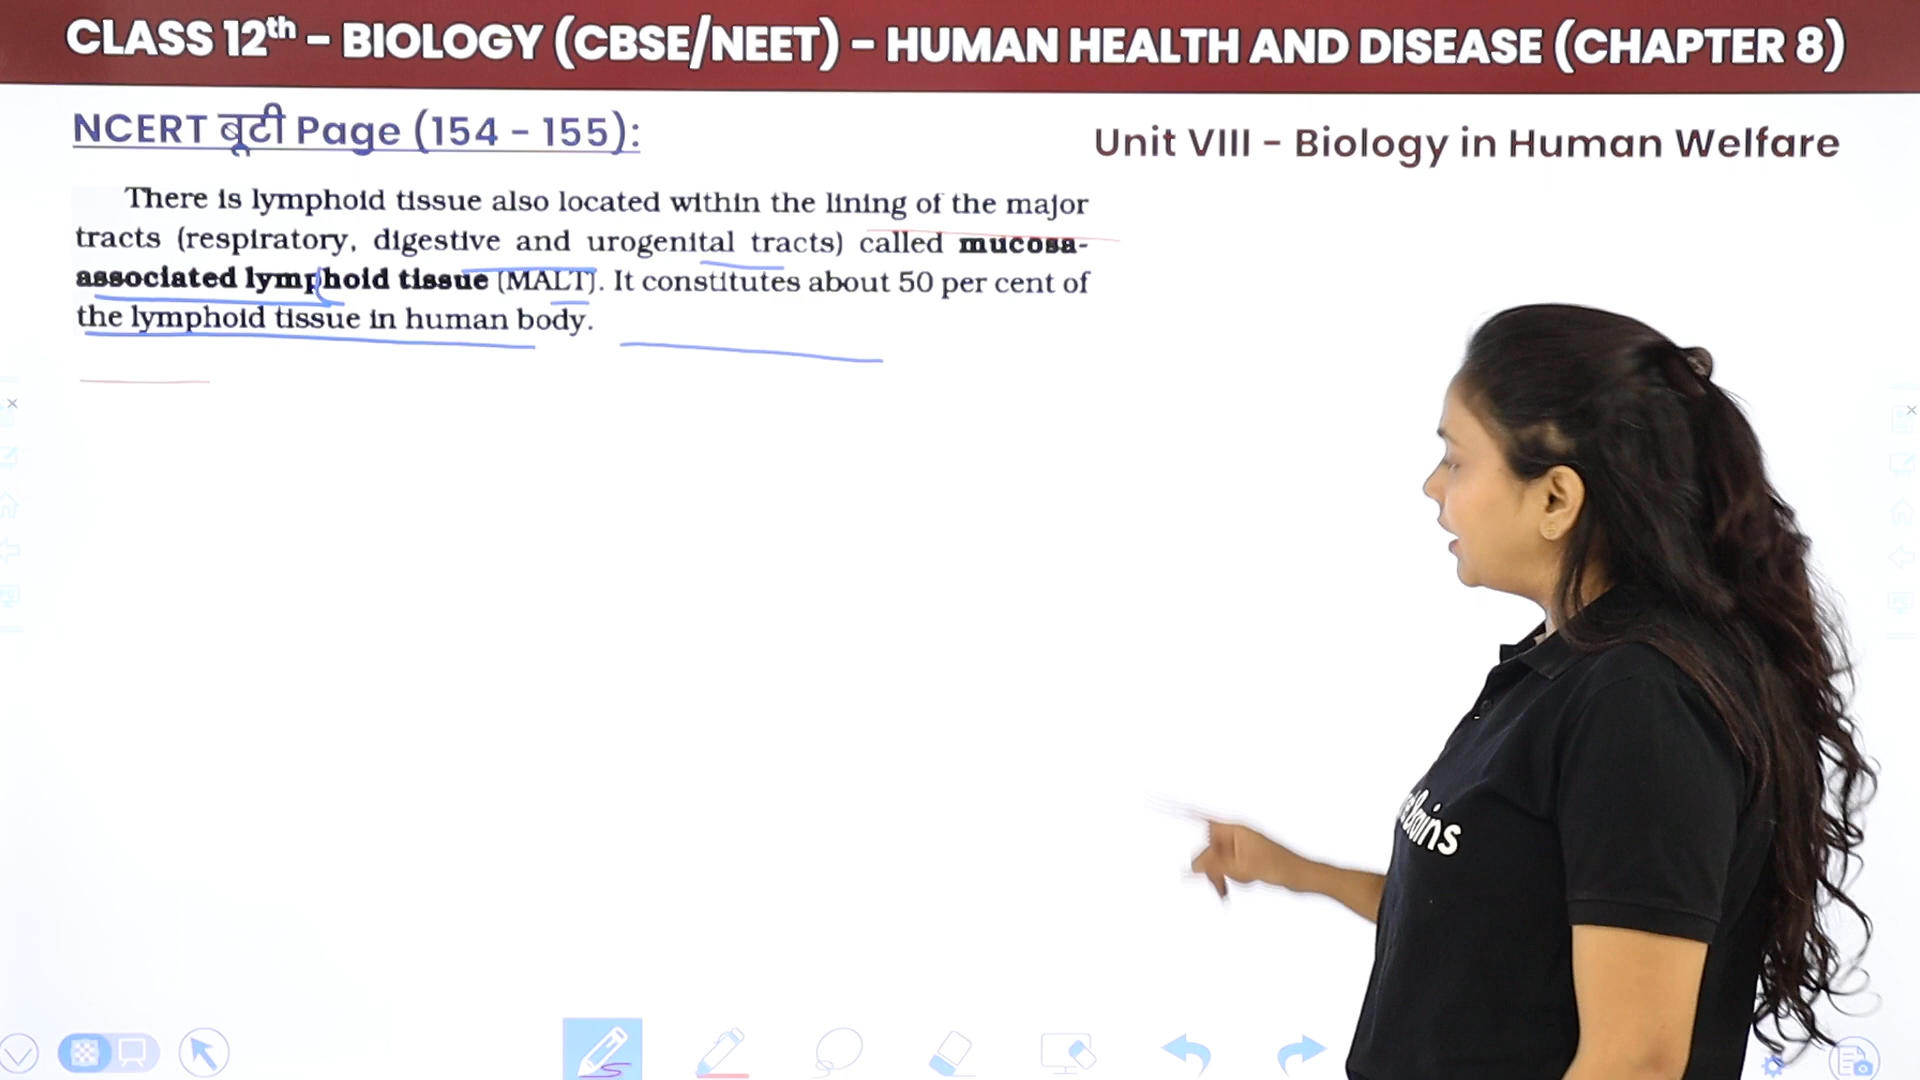 CLASS 12th - BIOLOGY (CBSE/NEET) - HUMAN HEALTH AND DISEASE (CHAPTER 8)
NCERT बूटी Page (154 - 155):
Unit VIII - Biology in Human Welfare
There is lymphoid tissue also located within the lining of the major
tracts (respiratory, digestive and urogenital tracts) called mucosa-
associated lymphoid tissue (MALT). It constitutes about 50 per cent of
the lymphoid tissue in human body.
Brains